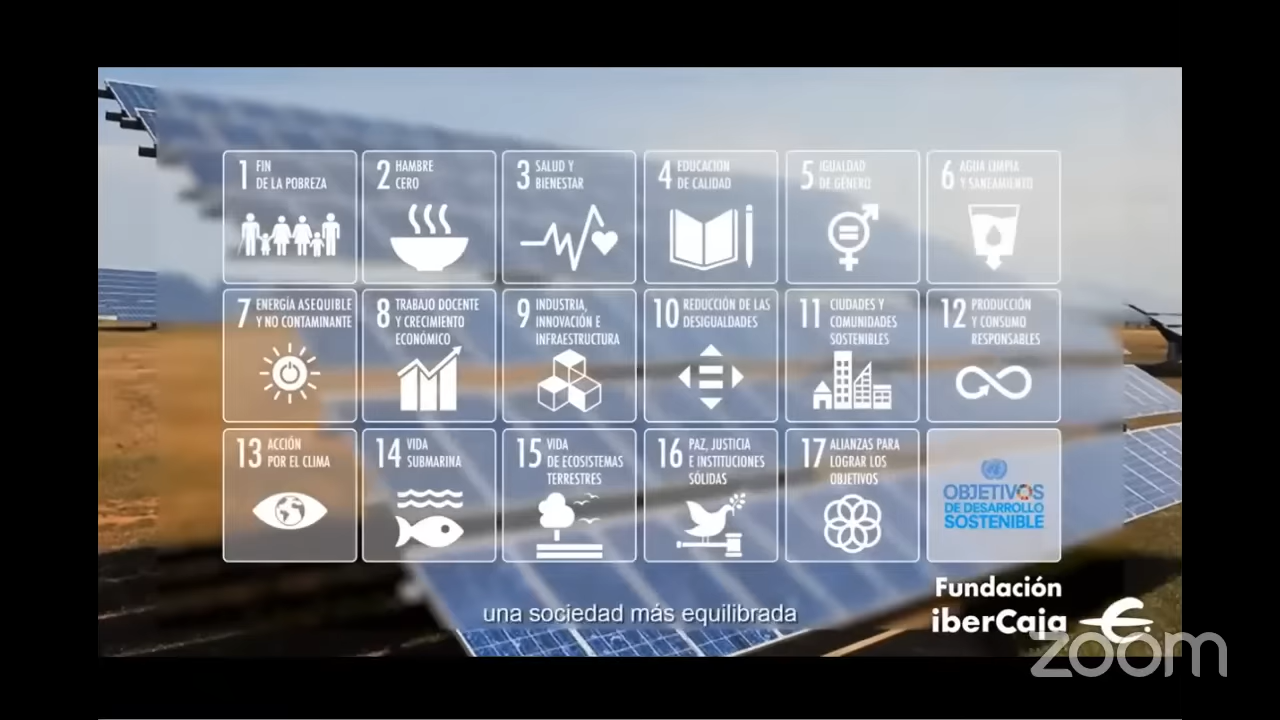 1 FIN
DE LA POBREZA
2 HAMBRE
CERO
3 SALUD Y
BIENESTAR
4 EDUCACIÓN
DE CALIDAD
5 IGUALDAD
DE GÉNERO
6 AGUA LIMPIA
Y SANEAMIENTO
7 ENERGÍA ASEQUIBLE
Y NO CONTAMINANTE
8 TRABAJO DOCENTE
Y CRECIMIENTO
ECONÓMICO
9 INDUSTRIA,
INNOVACIÓN E
INFRAESTRUCTURA
10 REDUCCIÓN DE LAS
DESIGUALDADES
11 CIUDADES Y
COMUNIDADES
SOSTENIBLES
12 PRODUCCIÓN
Y CONSUMO
RESPONSABLES
13 ACCIÓN
POR EL CLIMA
14 VIDA
SUBMARINA
15 VIDA
DE ECOSISTEMAS
TERRESTRES
16 PAZ, JUSTICIA
E INSTITUCIONES
SÓLIDAS
17 ALIANZAS PARA
LOGRAR LOS
OBJETIVOS
OBJETIVOS
DE DESARROLLO
SOSTENIBLE
una sociedad más equilibrada
Fundación
iberCaja
zoom